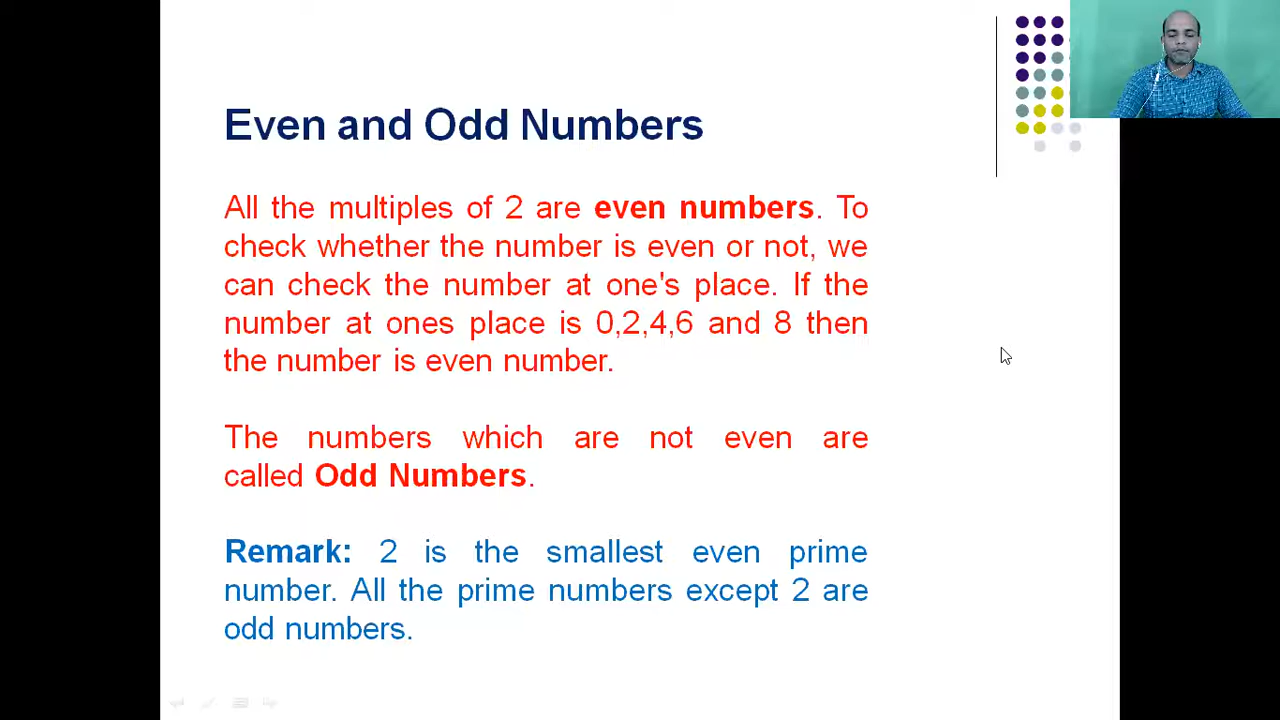 Even and Odd Numbers
All the multiples of 2 are even numbers. To
check whether the number is even or not, we
can check the number at one's place. If the
number at ones place is 0,2,4,6 and 8 then
the number is even number.
The numbers which are not even are
called Odd Numbers.
Remark: 2 is the smallest even prime
number. All the prime numbers except 2 are
odd numbers.